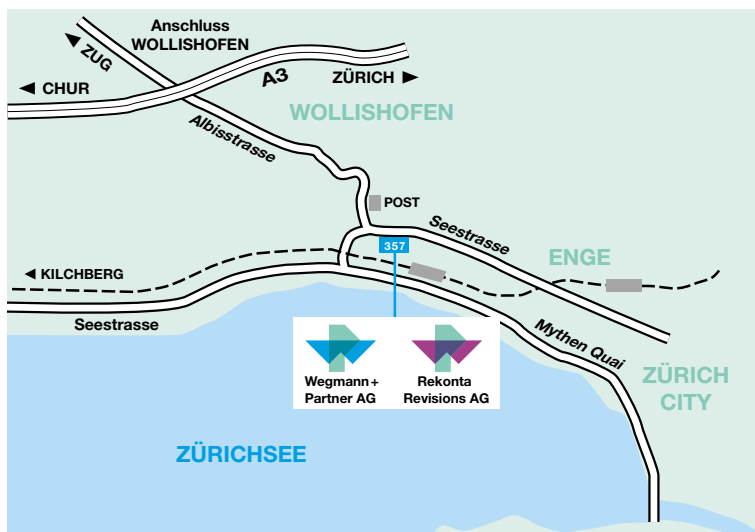 Anschluss
WOLLISHOFEN
ZUG
A3
ZÜRICH
CHUR
WOLLISHOFEN
Albisstrasse
POST
Seestrasse
357
ENGE
KILCHBERG
Seestrasse
Mythen Quai
Wegmann+
Partner AG
Rekonta
Revisions AG
ZÜRICH
CITY
ZÜRICHSEE